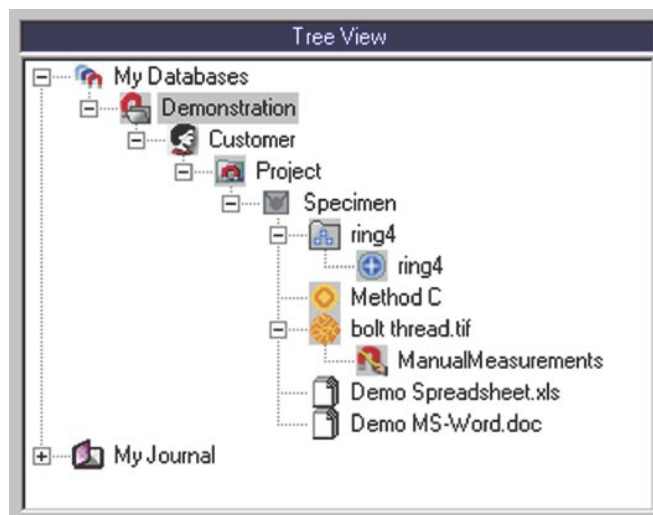 Tree View
My Databases
Demonstration
Customer
Project
Specimen
ring4
ring4
Method C
bolt thread.tif
ManualMeasurements
Demo Spreadsheet.xls
Demo MS-Word.doc
My Journal